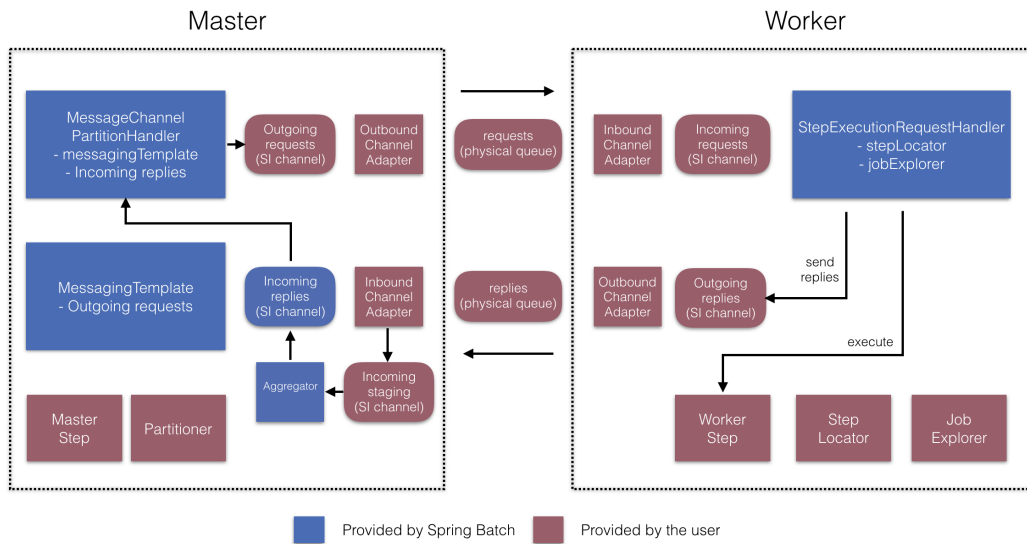 Master
Worker
MessageChannel
PartitionHandler
- messagingTemplate
- Incoming replies
Outgoing
requests
(SI channel)
Outbound
Channel
Adapter
requests
(physical queue)
Inbound
Channel
Adapter
Incoming
requests
(SI channel)
StepExecutionRequestHandler
- stepLocator
- jobExplorer
MessagingTemplate
- Outgoing requests
Incoming
replies
(SI channel)
Inbound
Channel
Adapter
replies
(physical queue)
Outbound
Channel
Adapter
Outgoing
replies
(SI channel)
send
replies
execute
Aggregator
Incoming
staging
(SI channel)
Master
Step
Partitioner
Worker
Step
Step
Locator
Job
Explorer
Provided by Spring Batch
Provided by the user